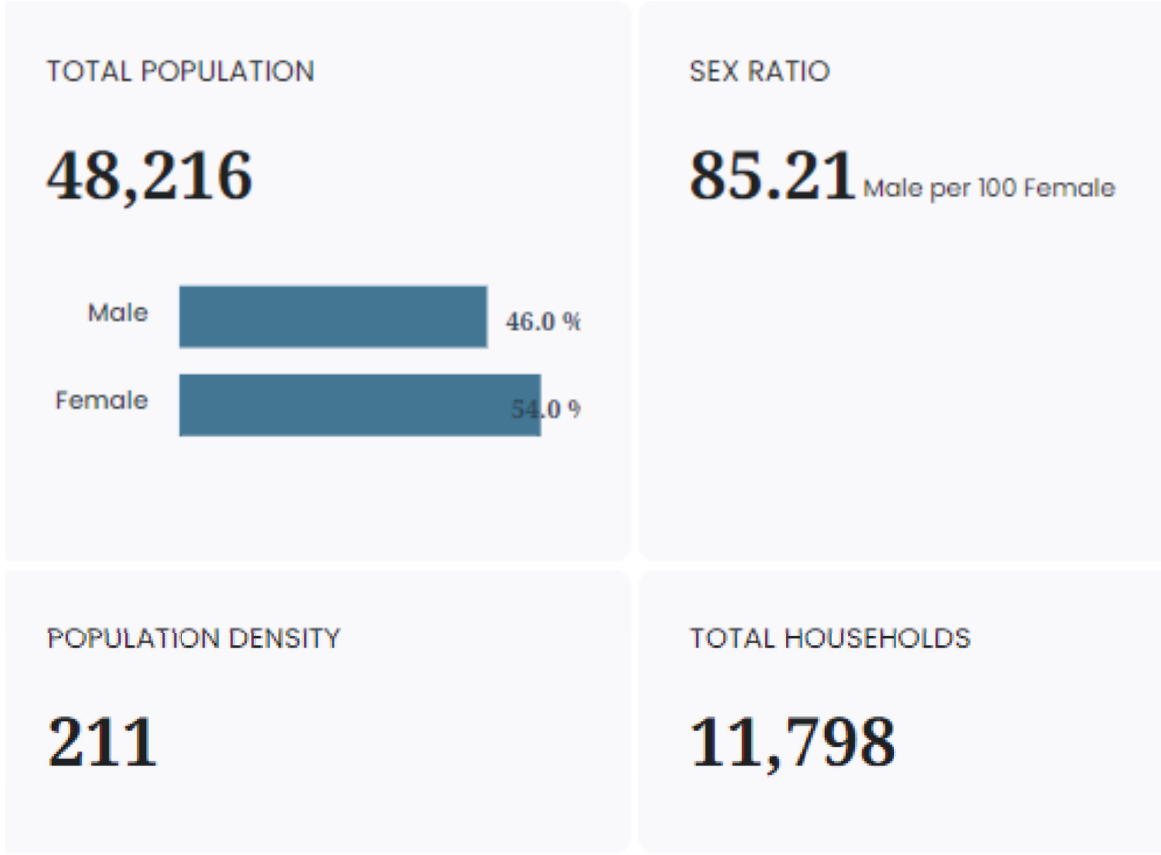 TOTAL POPULATION
48,216
Male 46.0 %
Female 54.0 %
SEX RATIO
85.21 Male per 100 Female
POPULATION DENSITY
211
TOTAL HOUSEHOLDS
11,798